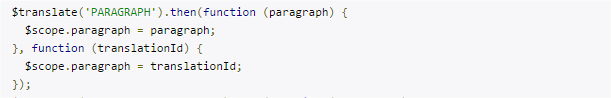 $translate('PARAGRAPH').then(function (paragraph) {
  $scope.paragraph = paragraph;
}, function (translationId) {
  $scope.paragraph = translationId;
});